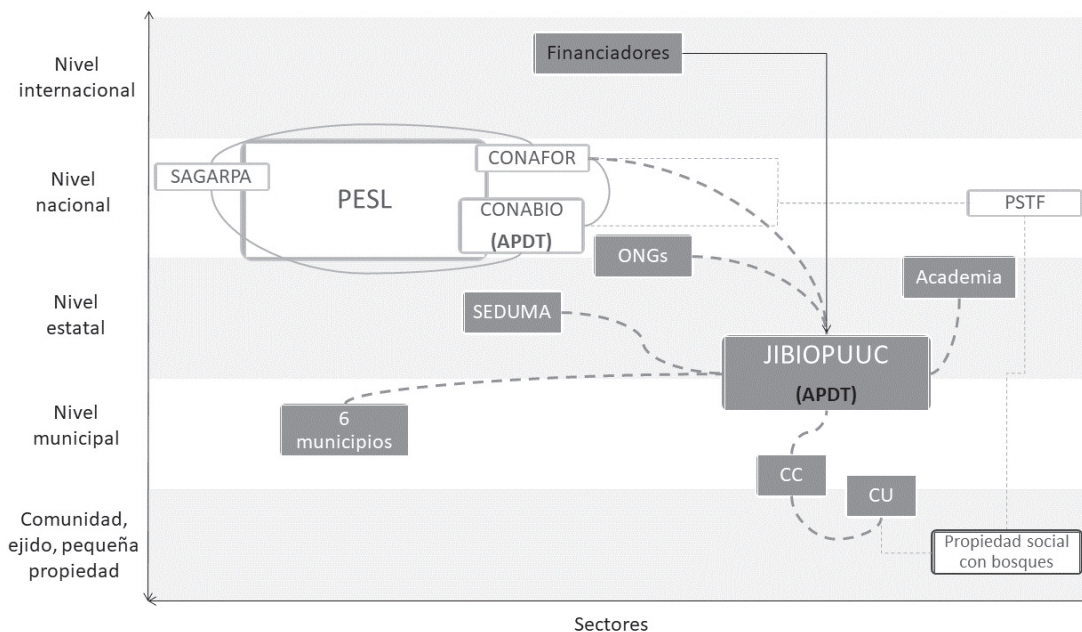 Nivel
internacional
Financiadores
Nivel
nacional
SAGARPA
PESL
CONAFOR
CONABIO
(APDT)
PSTF
ONGs
Nivel
estatal
SEDUMA
Academia
JIBIOPUUC
(APDT)
Nivel
municipal
6
municipios
CC
CU
Comunidad,
ejido, pequeña
propiedad
Propiedad social
con bosques
Sectores